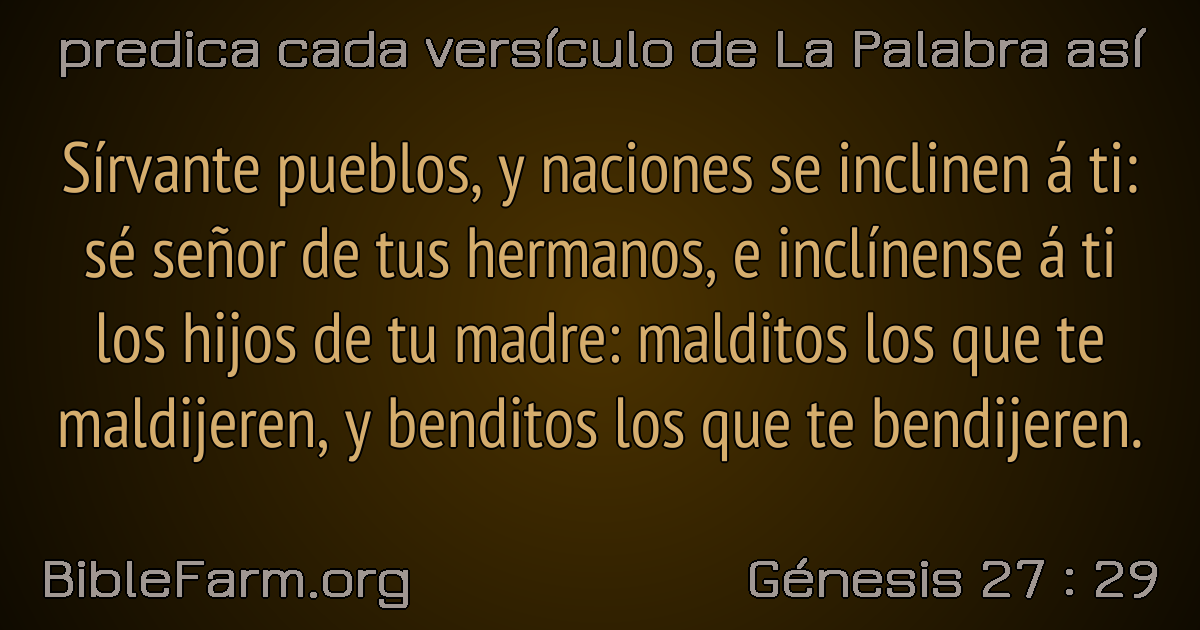 predica cada versículo de La Palabra así
Sírvante pueblos, y naciones se inclinen á ti:
sé señor de tus hermanos, e inclínense á ti
los hijos de tu madre: malditos los que te
maldijeren, y benditos los que te bendijeren.
BibleFarm.org
Génesis 27 : 29